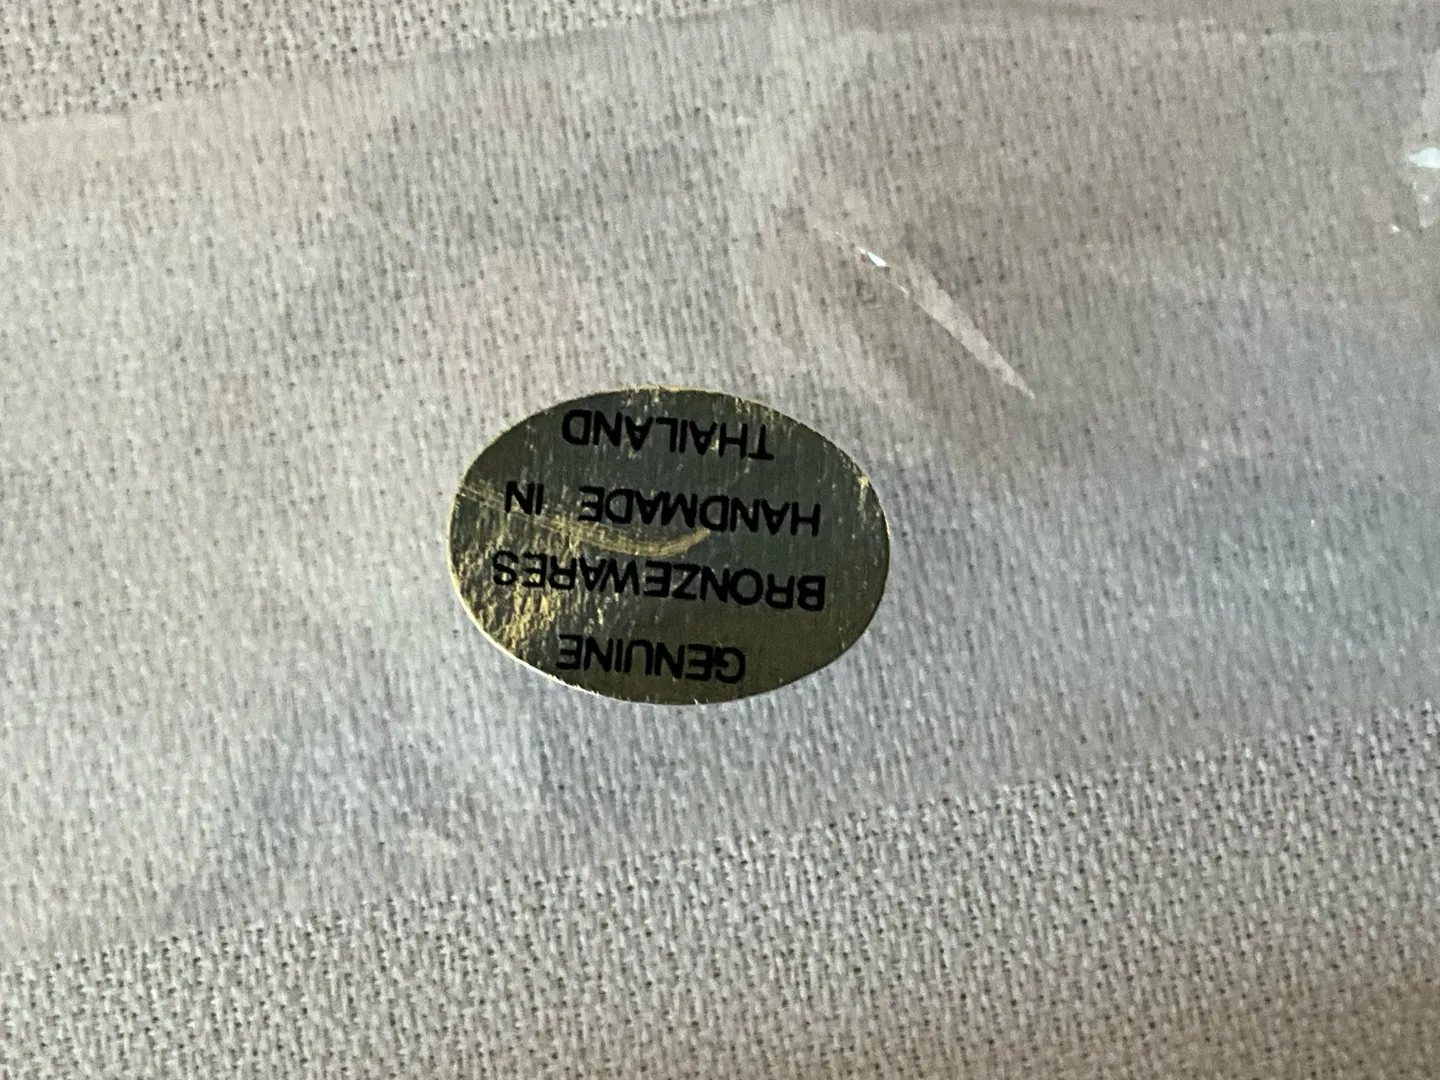 GENUINE
BRONZEWARES
HANDMADE IN
THAILAND